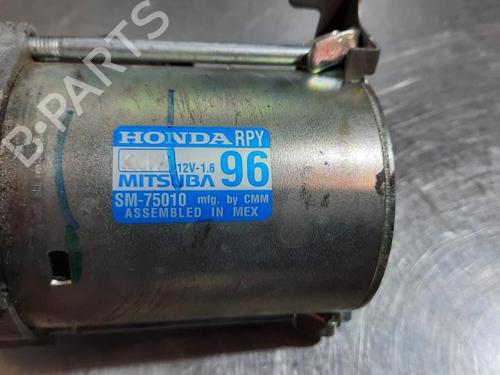 B-PARTS
HONDA RPY
12V-1.6
MITSUBA 96
SM-75010 mfg. by CMM
ASSEMBLED IN MEX